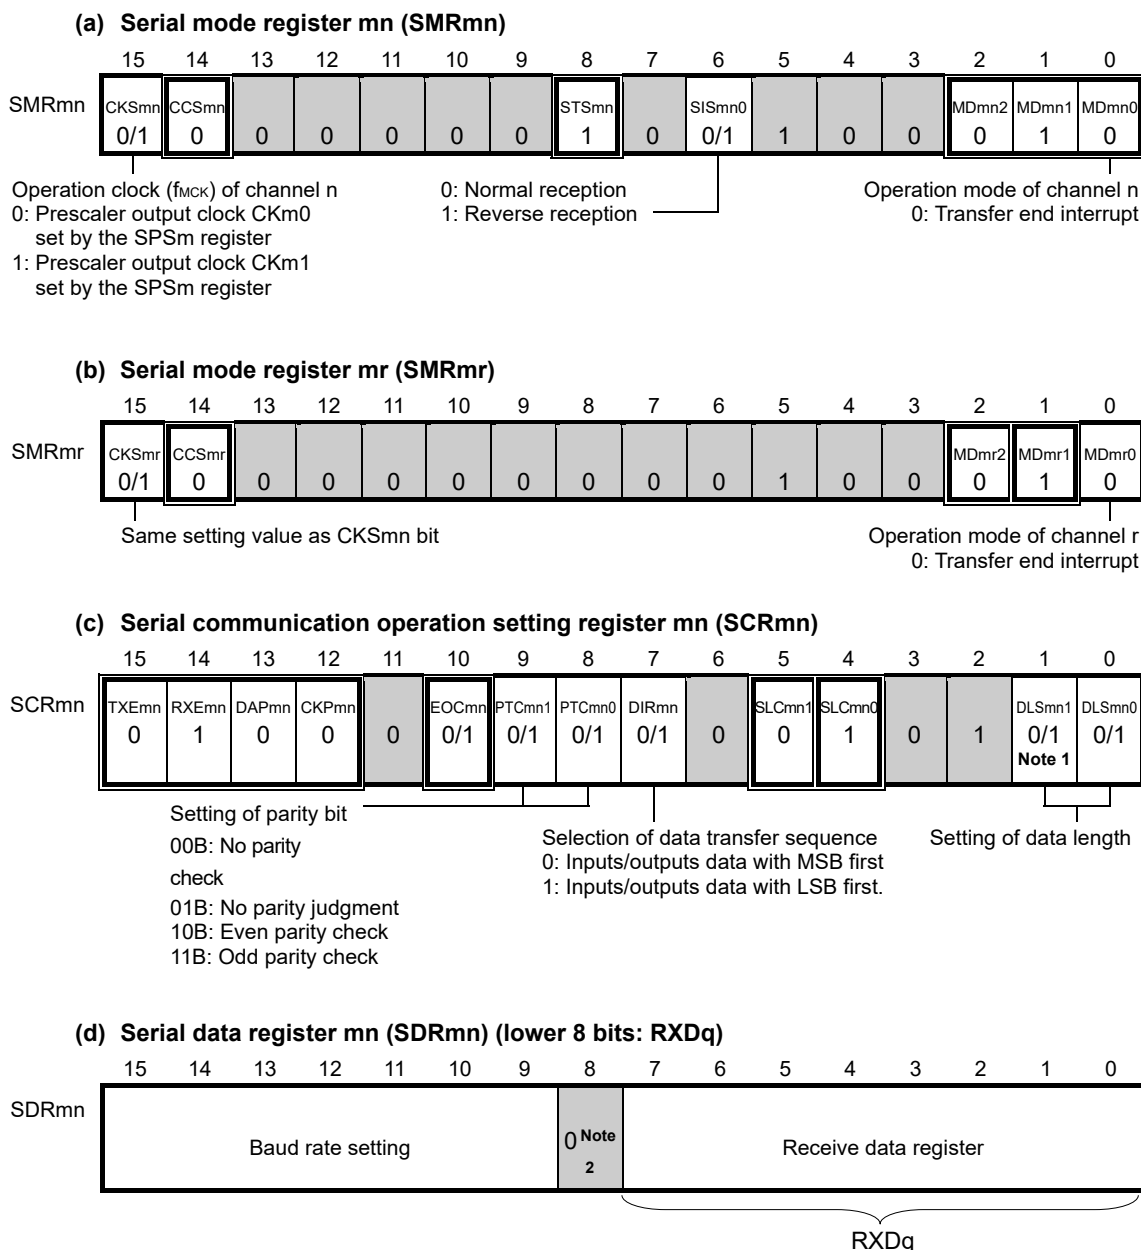 (a) Serial mode register mn (SMRmn)
15 14 13 12 11 10 9 8 7 6 5 4 3 2 1 0
SMRmn CKSmn CCSmn STSmn SISmn0 MDmn2 MDmn1 MDmn0
0/1 0 0 0 0 0 0 1 0 0/1 1 0 0 0 1 0
Operation clock (fMCK) of channel n
0: Prescaler output clock CKm0
set by the SPSm register
1: Prescaler output clock CKm1
set by the SPSm register
0: Normal reception
1: Reverse reception
Operation mode of channel n
0: Transfer end interrupt
(b) Serial mode register mr (SMRmr)
15 14 13 12 11 10 9 8 7 6 5 4 3 2 1 0
SMRmr CKSmr CCSmr MDmr2 MDmr1 MDmr0
0/1 0 0 0 0 0 0 0 0 0 1 0 0 0 1 0
Same setting value as CKSmn bit
Operation mode of channel r
0: Transfer end interrupt
(c) Serial communication operation setting register mn (SCRmn)
15 14 13 12 11 10 9 8 7 6 5 4 3 2 1 0
SCRmn TXEmn RXEmn DAPmn CKPmn EOCmn PTCmn1 PTCmn0 DIRmn SLCmn1 SLCmn0 DLSmn1 DLSmn0
0 1 0 0 0 0/1 0/1 0/1 0/1 0 0 1 0 1 0/1 0/1
Note 1
Setting of parity bit
00B: No parity
check
01B: No parity judgment
10B: Even parity check
11B: Odd parity check
Selection of data transfer sequence
0: Inputs/outputs data with MSB first
1: Inputs/outputs data with LSB first.
Setting of data length
(d) Serial data register mn (SDRmn) (lower 8 bits: RXDq)
15 14 13 12 11 10 9 8 7 6 5 4 3 2 1 0
SDRmn
Baud rate setting
0 Note
2
Receive data register
RXDq